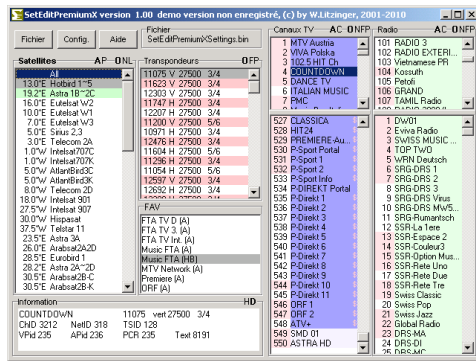 SetEditPremiumX version 1.00 demo version non enregistré, (c) by W.Litzinger, 2001-2010
Fichier
Config.
Aide
Fichier
SetEditPremiumXSettings.bin
Satellites AP ONL
All
13.0°E Hotbird 1~5
19.2°E Astra 1B~2C
16.0°E Eutelsat W2
10.0°E Eutelsat W1
7.0°E Eutelsat W3
5.0°E Sirius 2,3
3.0°E Telecom 2A
1.0°W Intelsat707C
1.0°W Intelsat707K
5.0°W AtlantBird3C
5.0°W AtlantBird3K
8.0°W Telecom 2D
18.0°W Intelsat 901
27.5°W Intelsat 907
30.0°W Hispasat
37.5°W Telstar 11
23.5°E Astra 3A
26.0°E Arabsat2A2D
28.5°E Eurobird 1
28.2°E Astra 2A~2D
30.5°E Arabsat2B-C
30.5°E Arabsat2B-K
Transpondeurs OFP
11075 V 27500 3/4
11623 V 27500 3/4
12303 V 27500 3/4
11747 H 27500 3/4
12207 H 27500 3/4
11200 V 27500 5/6
10971 H 27500 3/4
12476 H 27500 3/4
11604 H 27500 5/6
11296 H 27500 3/4
11054 H 27500 5/6
12597 V 27500 3/4
12692 H 27500 3/4
FAV
FTA TV D (A)
FTA TV 3. (A)
FTA TV Int. (A)
Music FTA (A)
Music FTA (HB)
MTV Network (A)
Premiere (A)
ORF (A)
Information HD
COUNTDOWN 11075 vert 27500 3/4
ChID 3212 NetID 318 TSID 128
VPid 235 APid 236 PCR 235 Text 8191
Canaux TV AC ONFP
1 MTV Austria
2 VIVA Polska
3 102.5 HIT Ch
4 COUNTDOWN
5 DANCE TV
6 ITALIAN MUSIC
7 PMC
527 CLASSICA
528 HIT24
529 PREMIERE-Au...
530 P-Sport Portal
531 P-Sport 1
532 P-Sport 2
533 P-Sport Info
534 P-DIREKT Portal
535 P-Direkt 1
536 P-Direkt 2
537 P-Direkt 3
538 P-Direkt 4
539 P-Direkt 5
540 P-Direkt 6
541 P-Direkt 7
542 P-Direkt 8
543 P-Direkt 9
544 P-Direkt 10
545 P-Direkt 11
546 ORF 1
547 ORF 2
548 ATV+
549 SMD 01
550 ASTRA HD
Radio AC ONFP
101 RADIO 3
102 RADIO EXTERI...
103 Vietnamese PR
104 Kossuth
105 Petofi
106 GRAND
107 TAMIL Radio
1 DW01
2 Eviva Radio
3 SWISS MUSIC ...
4 TOP TWO
5 WRN Deutsch
6 SRG-DRS 1
7 SRG-DRS 2
8 SRG-DRS 3
9 SRG-DRS Virus
10 SRG-DRS MW5...
11 SRG-Rumantsch
12 SSR-La 1ere
13 SSR-Espace 2
14 SSR-Couleur3
15 SSR-Option Mus...
16 SSR-Rete Uno
17 SSR-Rete Due
18 SSR-Rete Tre
19 Swiss Classic
20 Swiss Pop
21 Swiss Jazz
22 Global Radio
23 DRS-MA
24 DRS-DI
25 DRS-MC